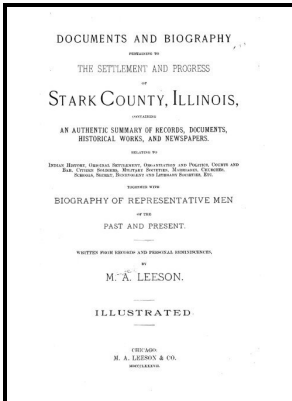 DOCUMENTS AND BIOGRAPHY
PERTAINING TO
THE SETTLEMENT AND PROGRESS
OF
STARK COUNTY, ILLINOIS,
CONTAINING
AN AUTHENTIC SUMMARY OF RECORDS, DOCUMENTS,
HISTORICAL WORKS, AND NEWSPAPERS.
RELATING TO
INDIAN HISTORY, ORIGINAL SETTLEMENT, ORGANIZATION AND POLITICS, COURTS AND
BAR, CITIZEN SOLDIERS, MILITARY SOCIETIES, MARRIAGES, CHURCHES,
SCHOOLS, SECRET, BENEVOLENT AND LITERARY SOCIETIES, ETC.
TOGETHER WITH
BIOGRAPHY OF REPRESENTATIVE MEN
OF THE
PAST AND PRESENT.
WRITTEN FROM RECORDS AND PERSONAL REMINISCENCES,
BY
M. A. LEESON.
ILLUSTRATED
CHICAGO:
M. A. LEESON & CO.
MDCCCLXXXVII.